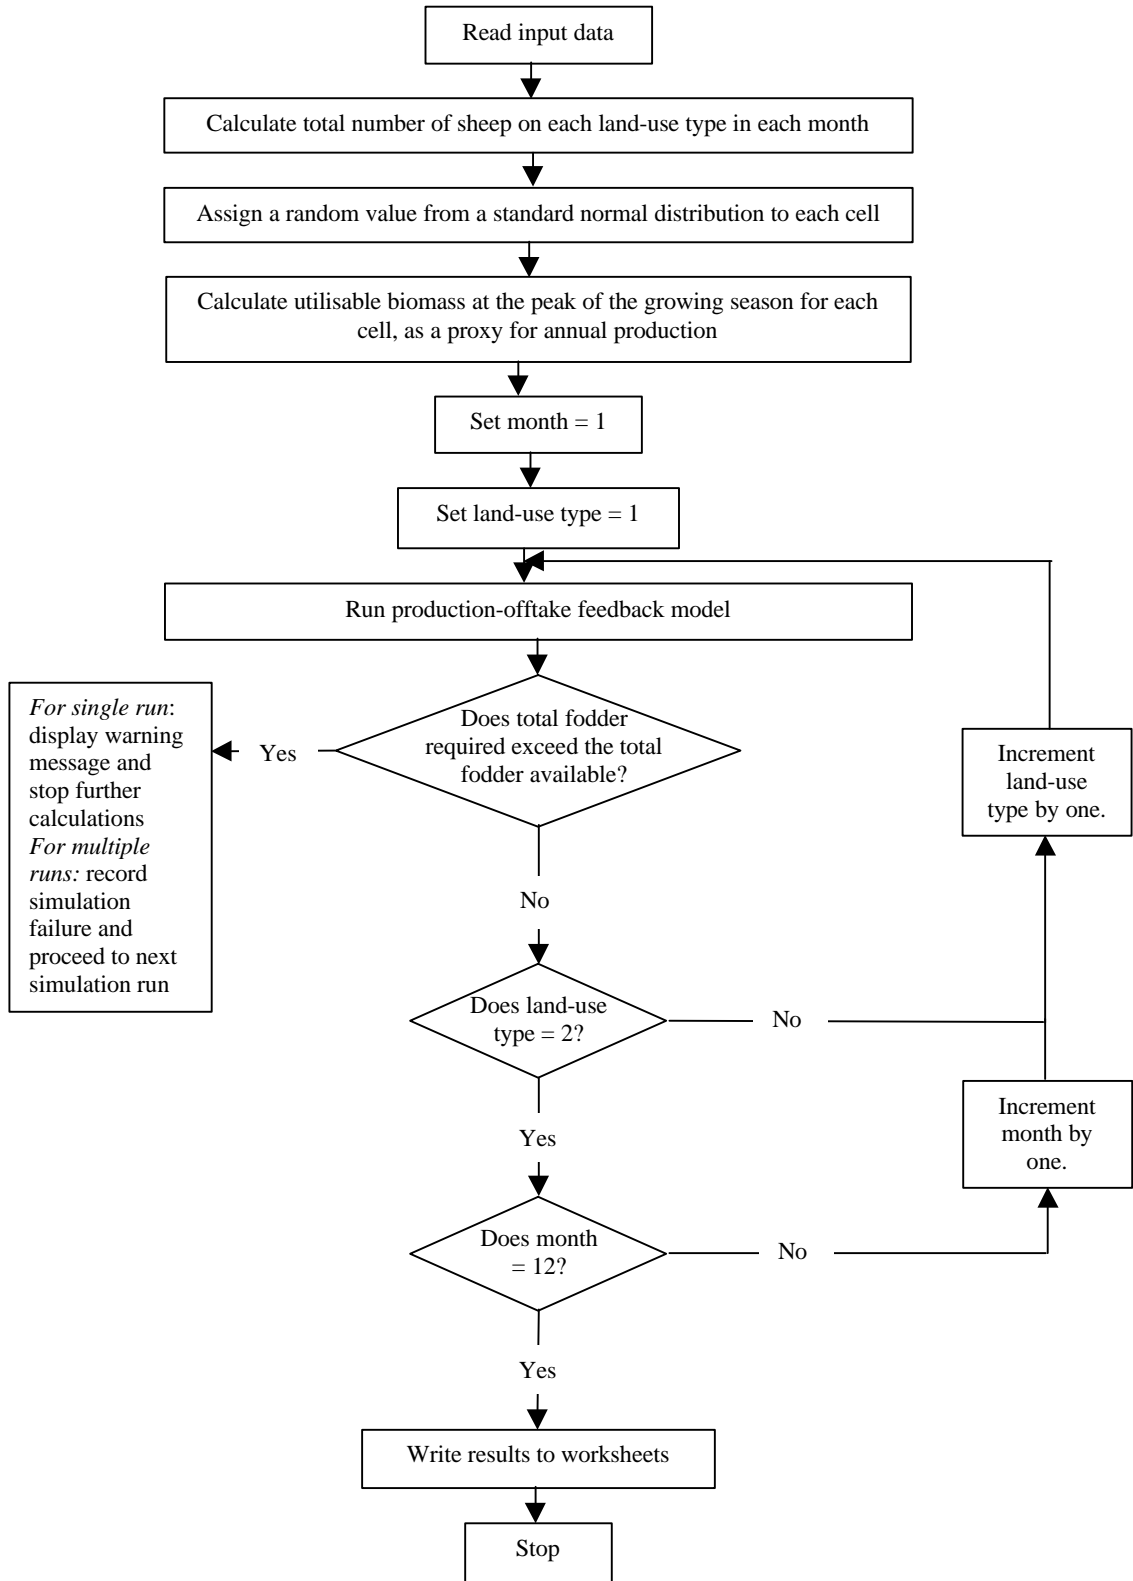 Read input data
Calculate total number of sheep on each land-use type in each month
Assign a random value from a standard normal distribution to each cell
Calculate utilisable biomass at the peak of the growing season for each
cell, as a proxy for annual production
Set month = 1
Set land-use type = 1
Run production-offtake feedback model
Does total fodder
required exceed the total
fodder available?
Yes
For single run:
display warning
message and
stop further
calculations
For multiple
runs: record
simulation
failure and
proceed to next
simulation run
Increment
land-use
type by one.
No
Does land-use
type = 2?
No
Yes
Increment
month by
one.
Does month
= 12?
No
Yes
Write results to worksheets
Stop